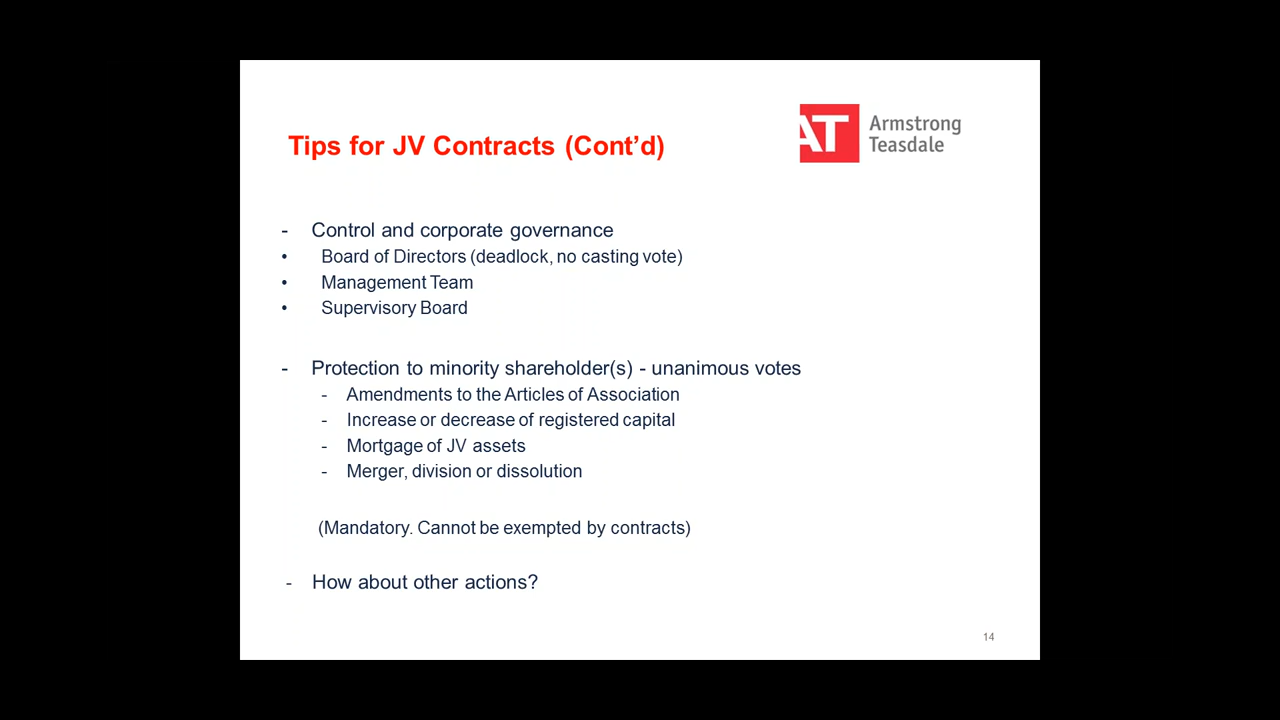 Tips for JV Contracts (Cont’d)
AT
Armstrong
Teasdale
- Control and corporate governance
• Board of Directors (deadlock, no casting vote)
• Management Team
• Supervisory Board
- Protection to minority shareholder(s) - unanimous votes
- Amendments to the Articles of Association
- Increase or decrease of registered capital
- Mortgage of JV assets
- Merger, division or dissolution
(Mandatory. Cannot be exempted by contracts)
- How about other actions?
14